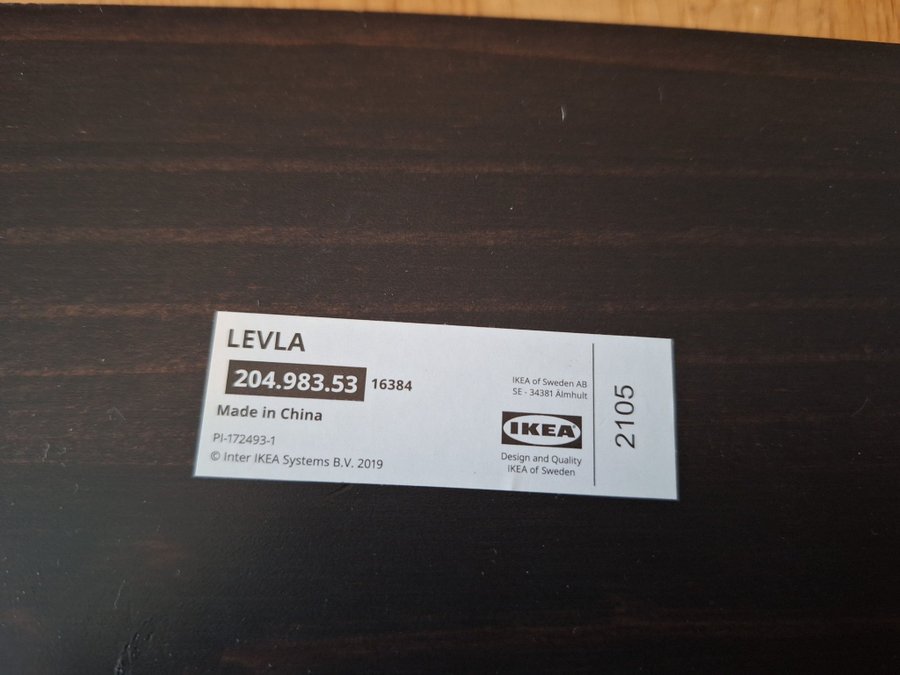 LEVLA
204.983.53 16384
Made in China
PI-172493-1
© Inter IKEA Systems B.V. 2019
IKEA of Sweden AB
SE - 34381 Älmhult
IKEA
Design and Quality
IKEA of Sweden
2105